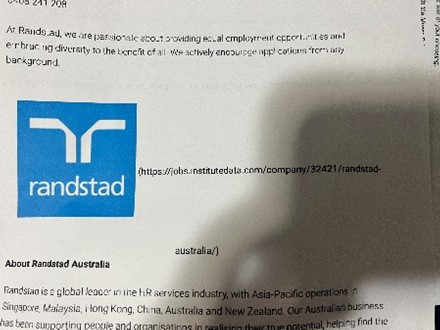 0408 241 208
At Randstad, we are passionate about providing equal employment opportunities and
embracing diversity to the benefit of all. We actively encourage applications from any
background.
randstad
(https://jobs.institutedata.com/company/32421/randstad-
australia/)
About Randstad Australia
Randstad is a global leader in the HR services industry, with Asia-Pacific operations in
Singapore, Malaysia, Hong Kong, China, Australia and New Zealand. Our Australian business
has been supporting people and organisations in realising their true potential, helping find the